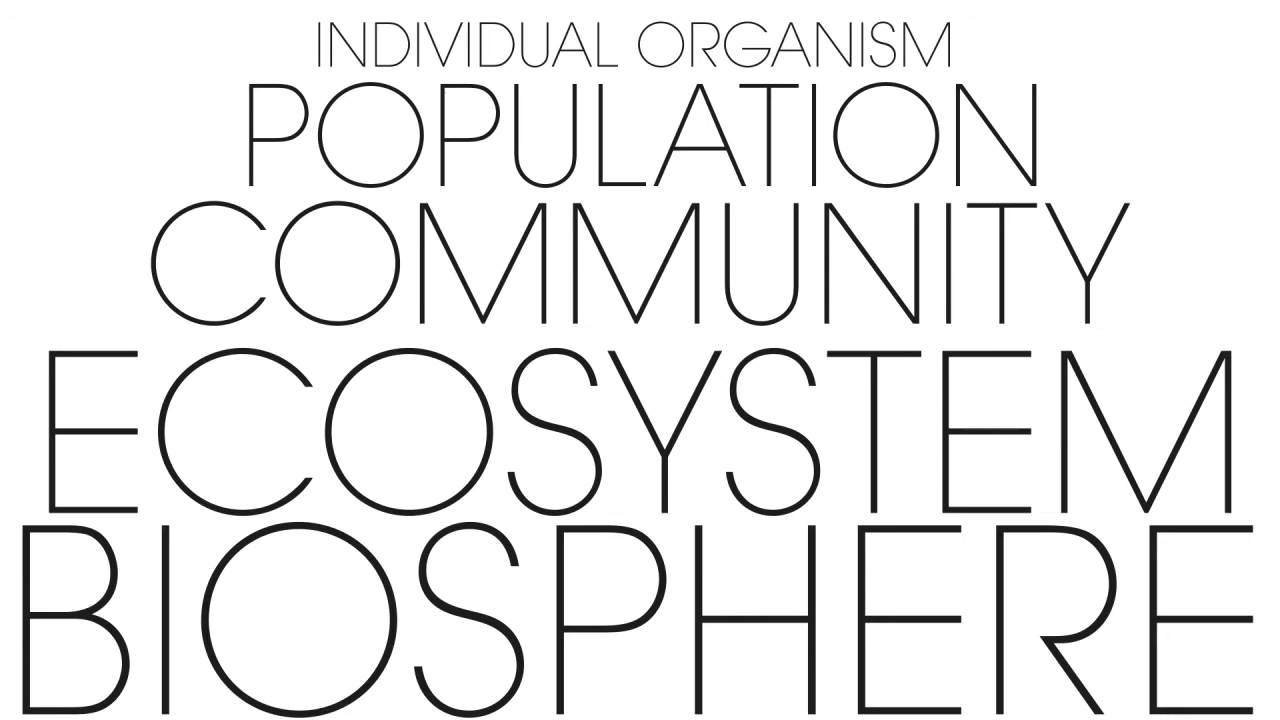 INDIVIDUAL ORGANISM
POPULATION
COMMUNITY
ECOSYSTEM
BIOSPHERE